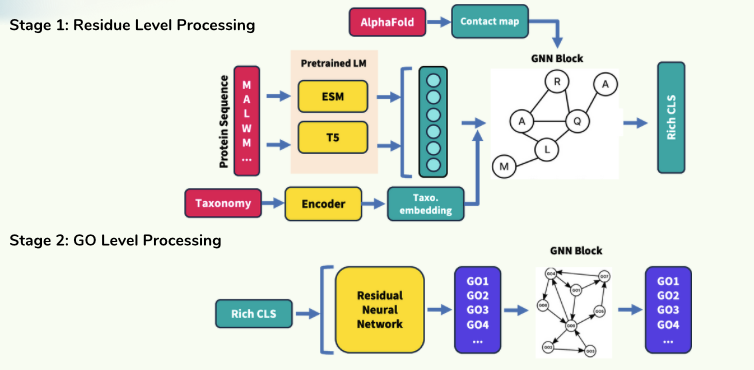 Stage 1: Residue Level Processing
AlphaFold
Contact map
GNN Block
Protein Sequence
M
A
L
W
M
...
Pretrained LM
ESM
T5
R
A
A
Q
L
M
Rich CLS
Taxonomy
Encoder
Taxo.
embedding
Stage 2: GO Level Processing
GNN Block
Rich CLS
Residual
Neural
Network
GO1
GO2
GO3
GO4
...
GO1
GO2
GO3
GO4
...